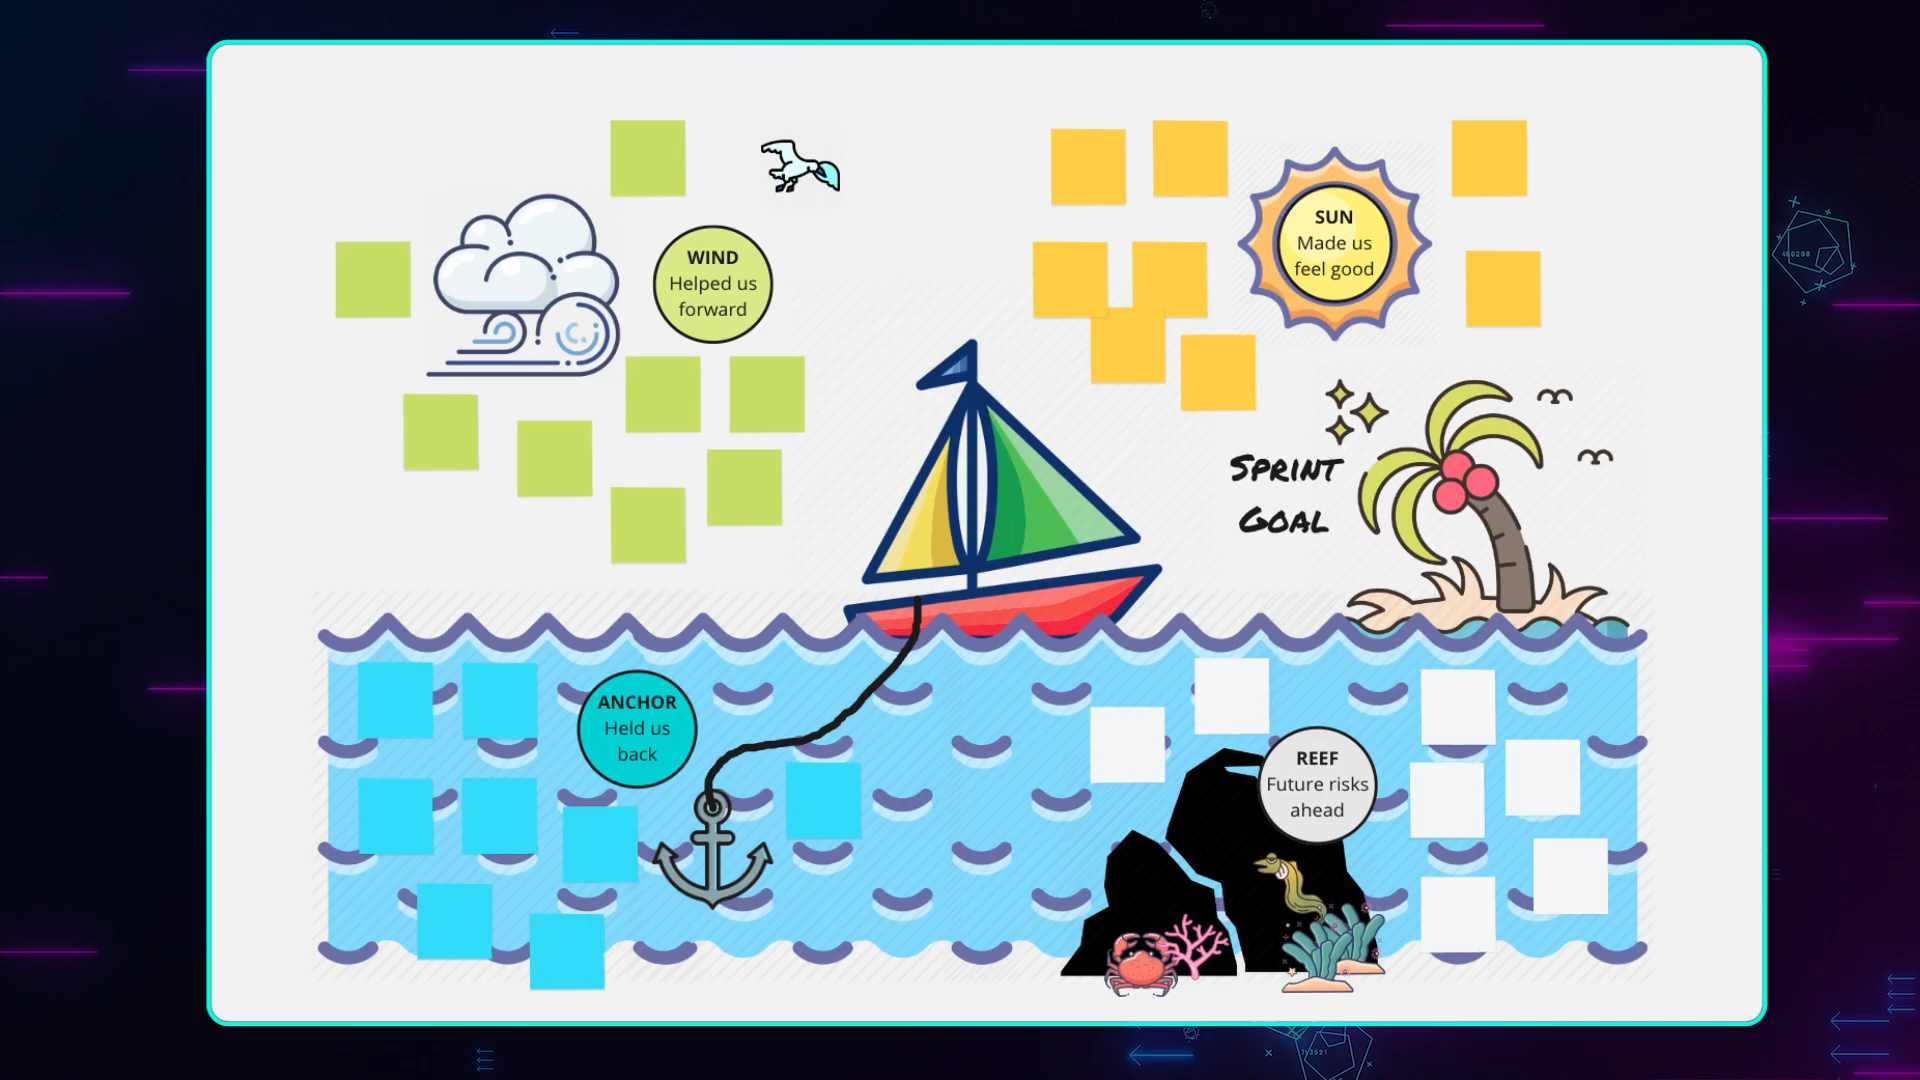 SUN
Made us
feel good
WIND
Helped us
forward
SPRINT
GOAL
ANCHOR
Held us
back
REEF
Future risks
ahead